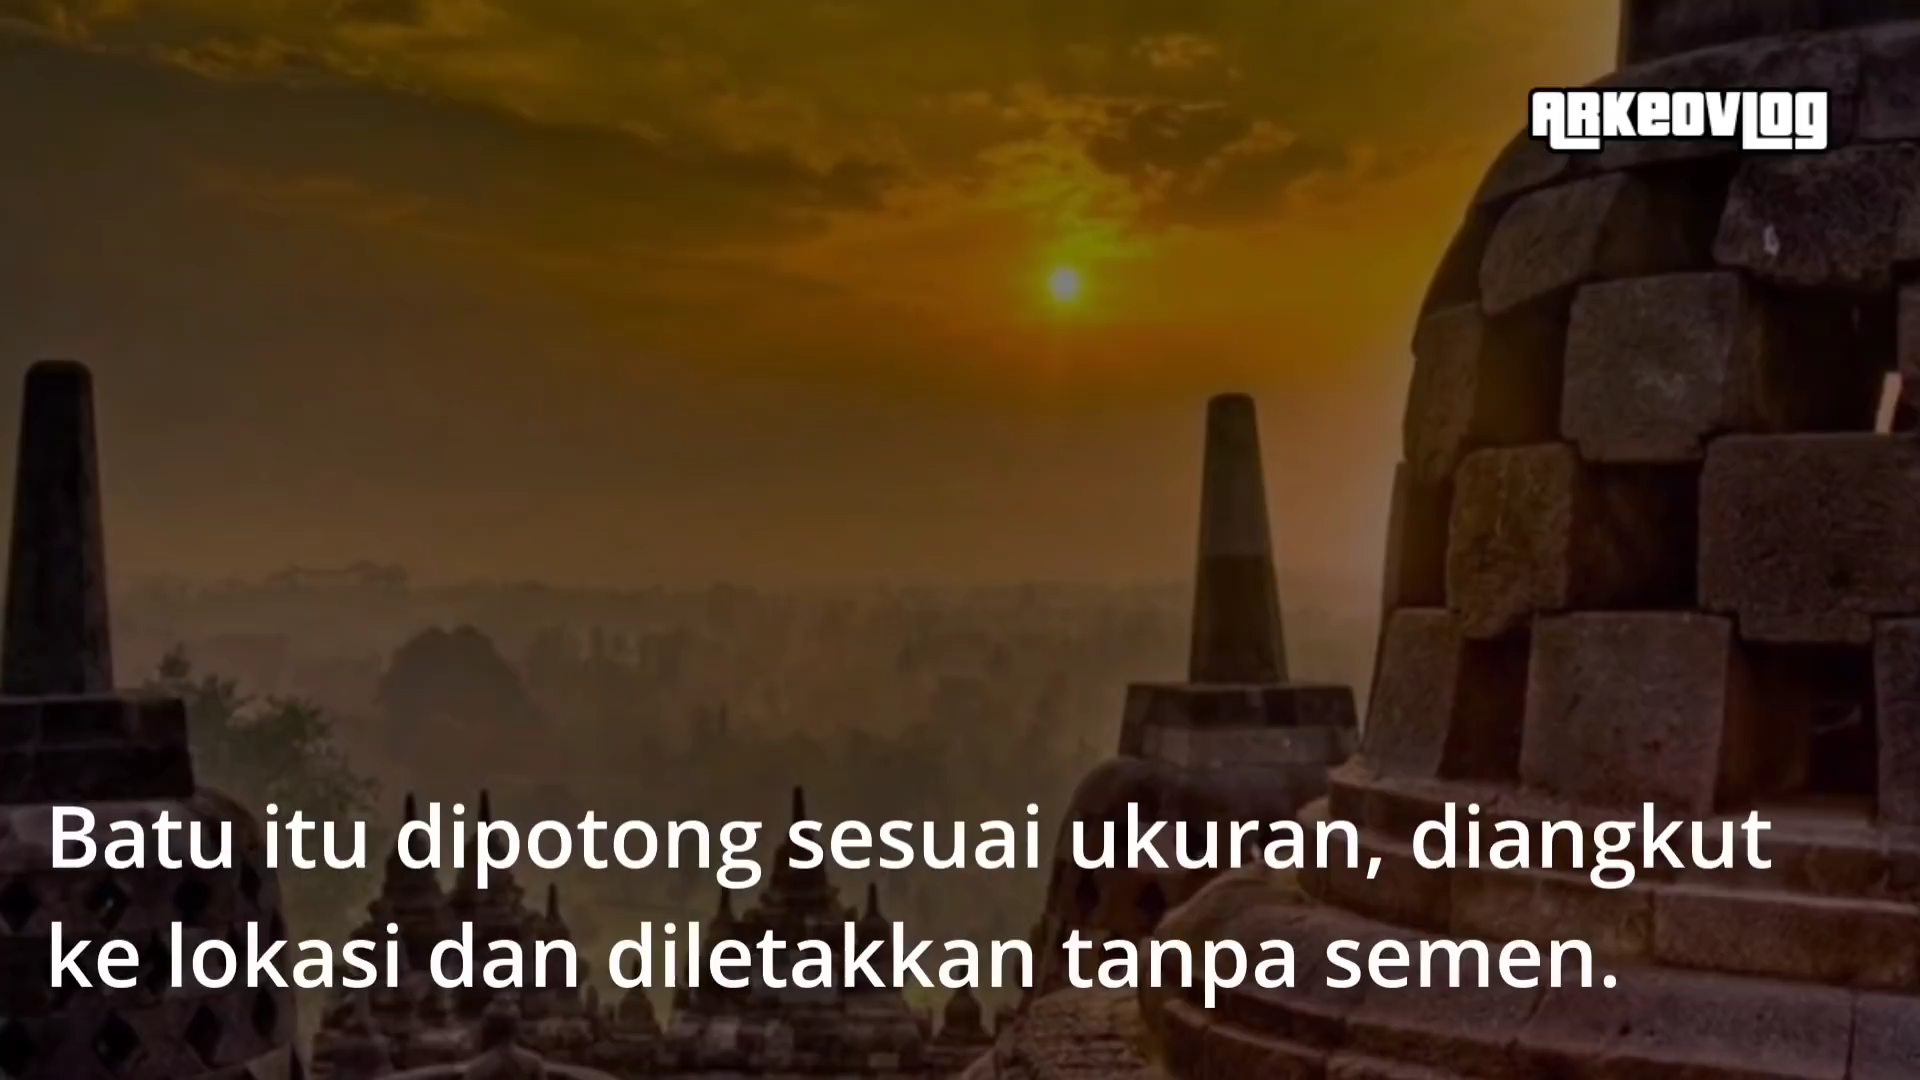 ARKEOVLOG
Batu itu dipotong sesuai ukuran, diangkut
ke lokasi dan diletakkan tanpa semen.